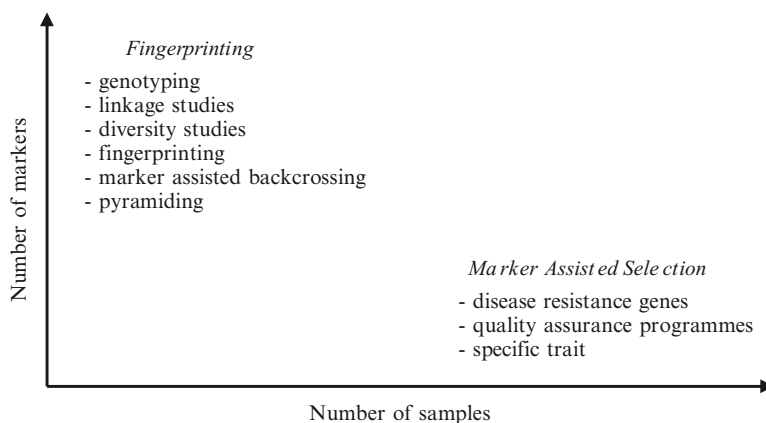 Fingerprinting
- genotyping
- linkage studies
- diversity studies
- fingerprinting
- marker assisted backcrossing
- pyramiding
Number of markers
Marker Assisted Selection
- disease resistance genes
- quality assurance programmes
- specific trait
Number of samples